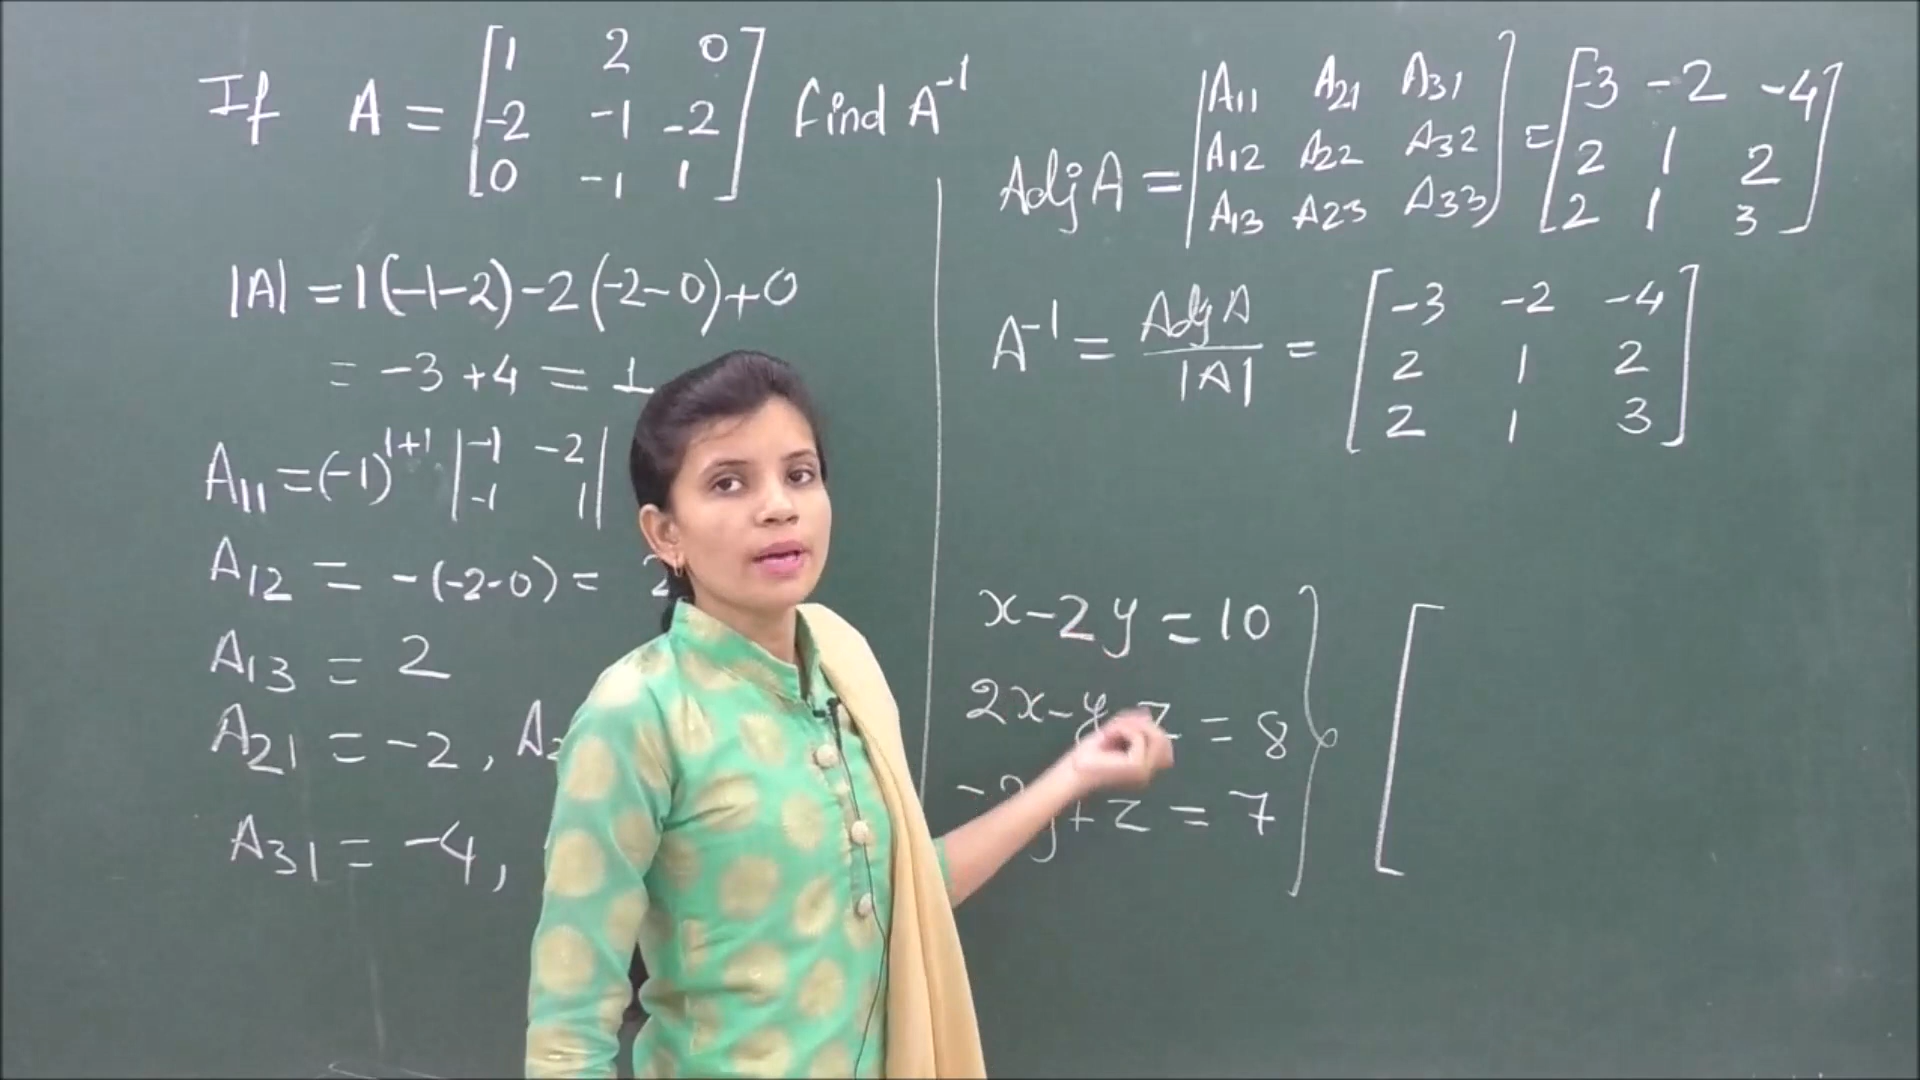 If A = [1 2 0 find A⁻¹
-2 -1 -2
0 -1 1]
|A| = 1(-1-2)-2(-2-0)+0
= -3+4 = 1
A11 = (-1)^1+1 |-1 -2
-1 1|
A12 = -(-2-0) =
A13 = 2
A21 = -2,
A31 = -4,
Adj A = |A11 A21 A31| = [-3 -2 -4
A12 A22 A32 2 1 2
A13 A23 A33 2 1 3]
A⁻¹ = Adj A / |A| = [-3 -2 -4
2 1 2
2 1 3]
x-2y = 10 } [
2x-y z = 8
- y+z = 7